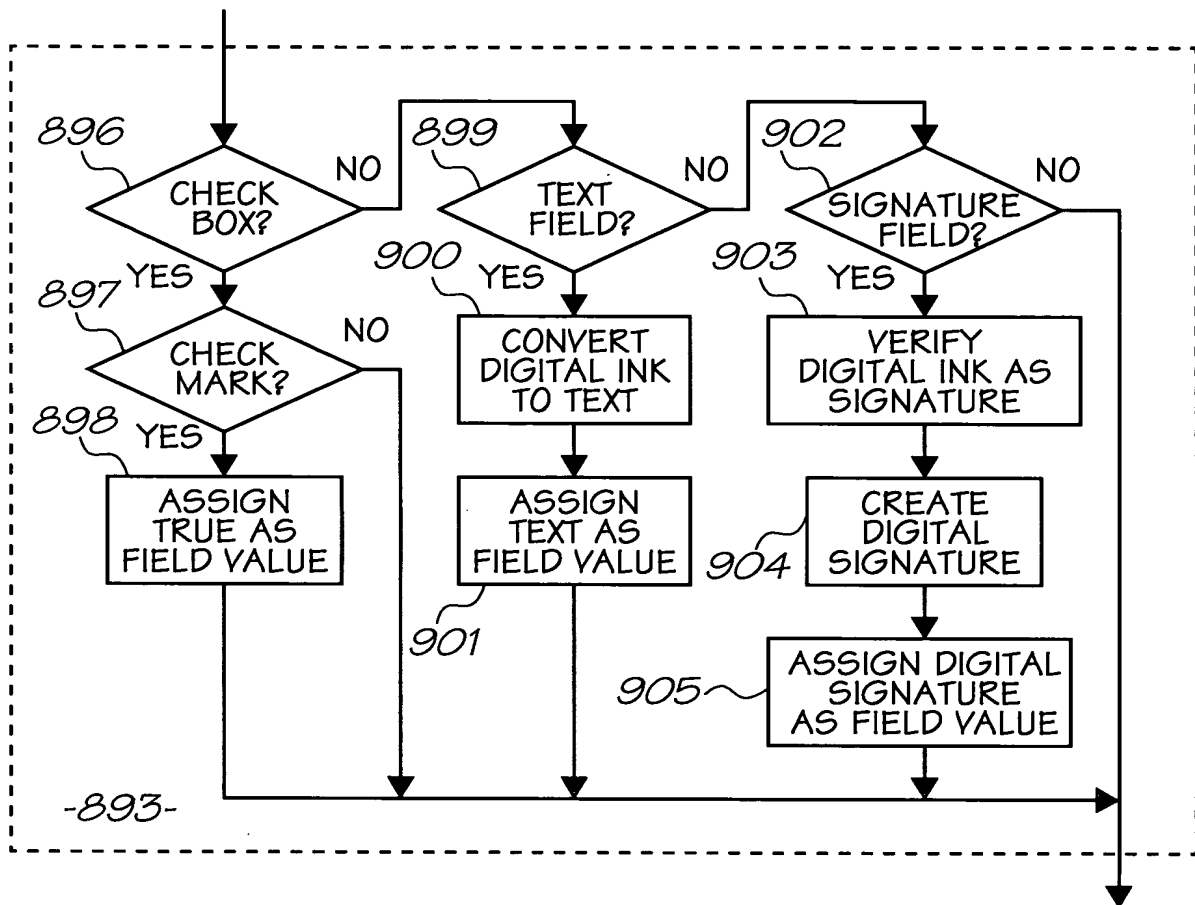 896
CHECK
BOX?
NO
YES
897
CHECK
MARK?
NO
YES
898
ASSIGN
TRUE AS
FIELD VALUE
899
TEXT
FIELD?
NO
YES
900
CONVERT
DIGITAL INK
TO TEXT
ASSIGN
TEXT AS
FIELD VALUE
901
902
SIGNATURE
FIELD?
NO
YES
903
VERIFY
DIGITAL INK AS
SIGNATURE
CREATE
DIGITAL
SIGNATURE
904
ASSIGN DIGITAL
SIGNATURE
AS FIELD VALUE
905
-893-